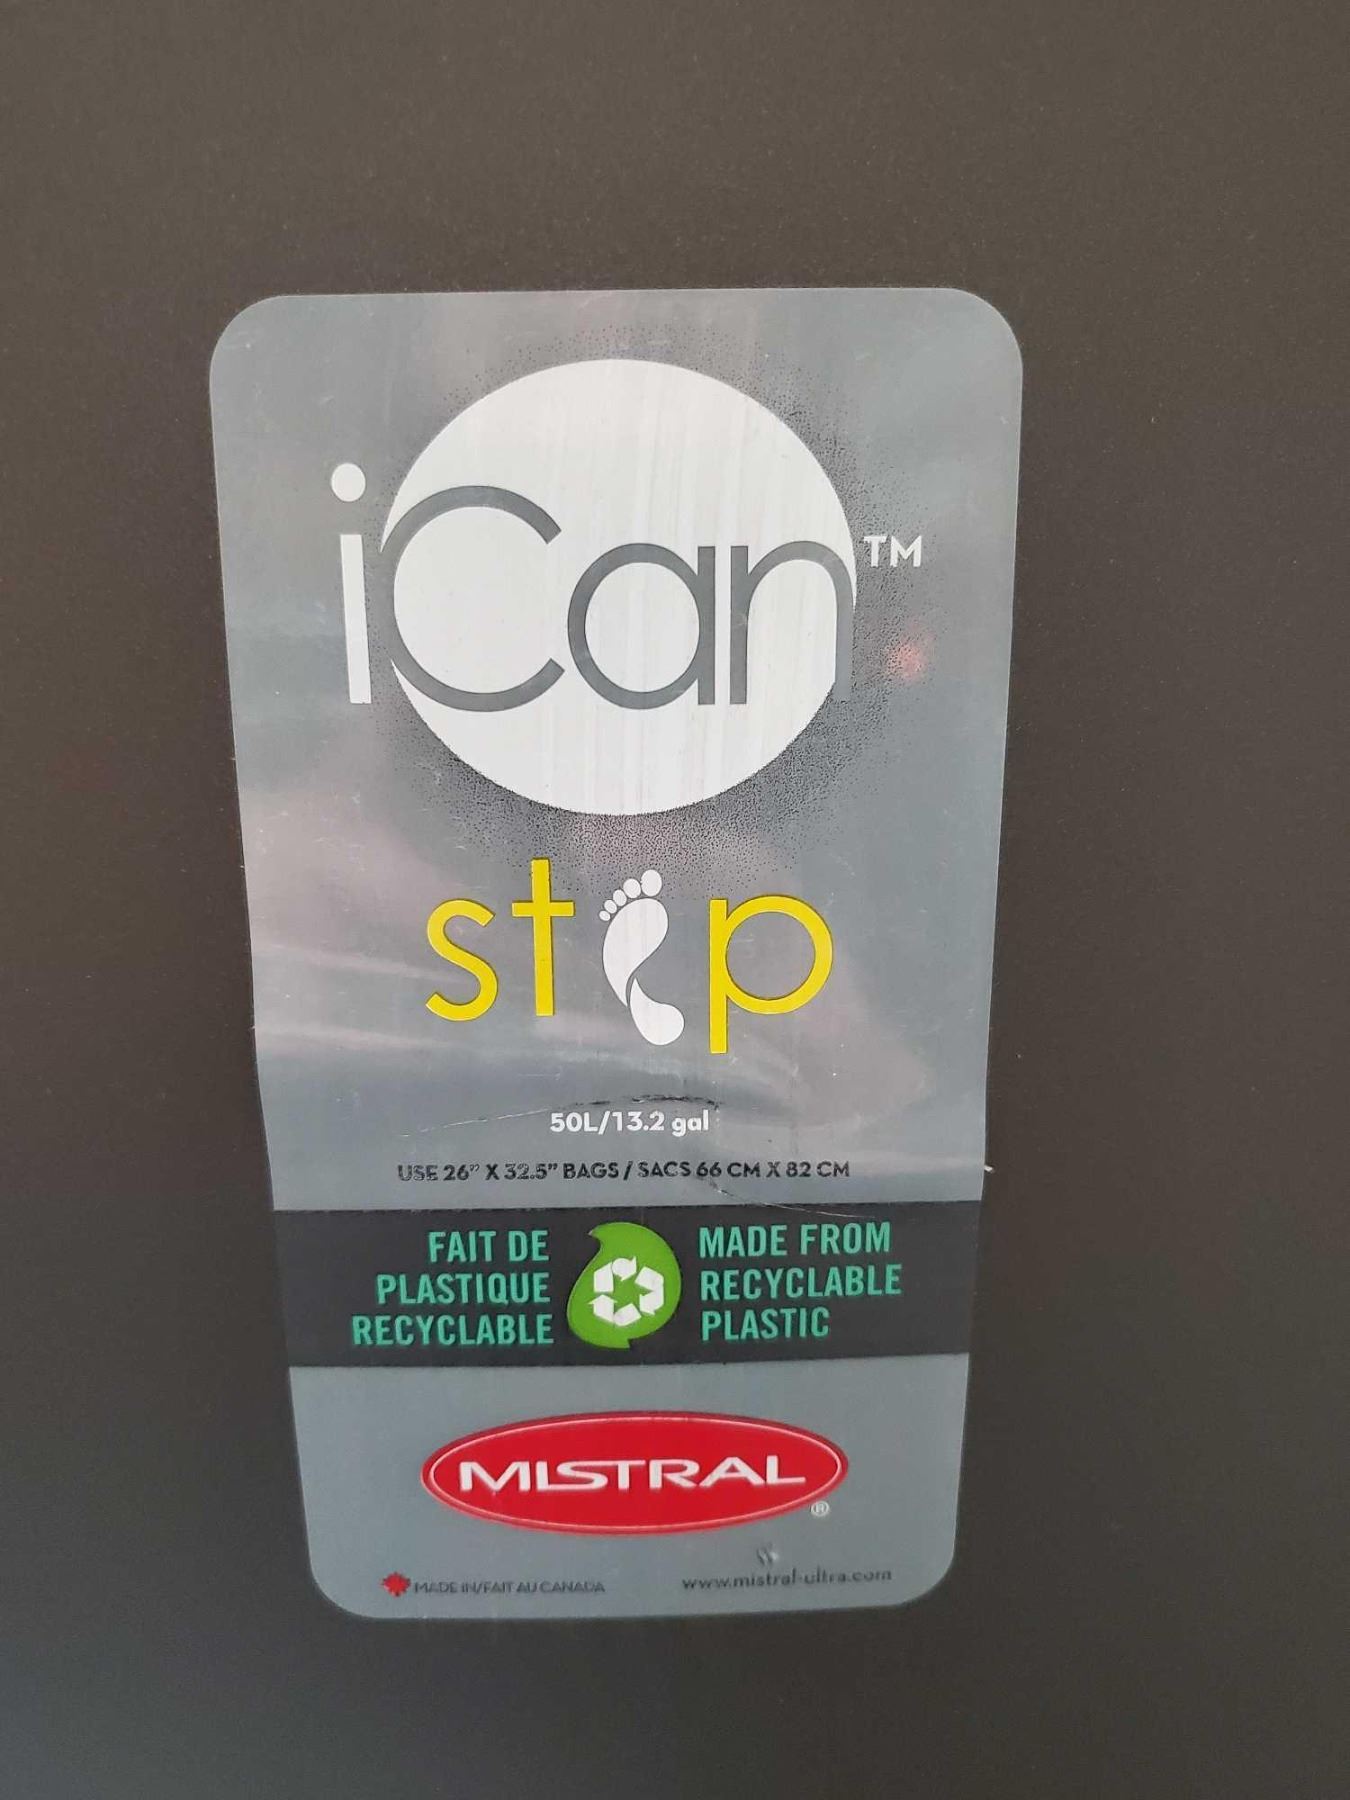 iCan™
step
50L/13.2 gal
USE 26" X 32.5" BAGS / SACS 66 CM X 82 CM
FAIT DE
PLASTIQUE
RECYCLABLE
MADE FROM
RECYCLABLE
PLASTIC
MISTRAL
®
MADE IN/FAIT AU CANADA
www.mistral-ultra.com